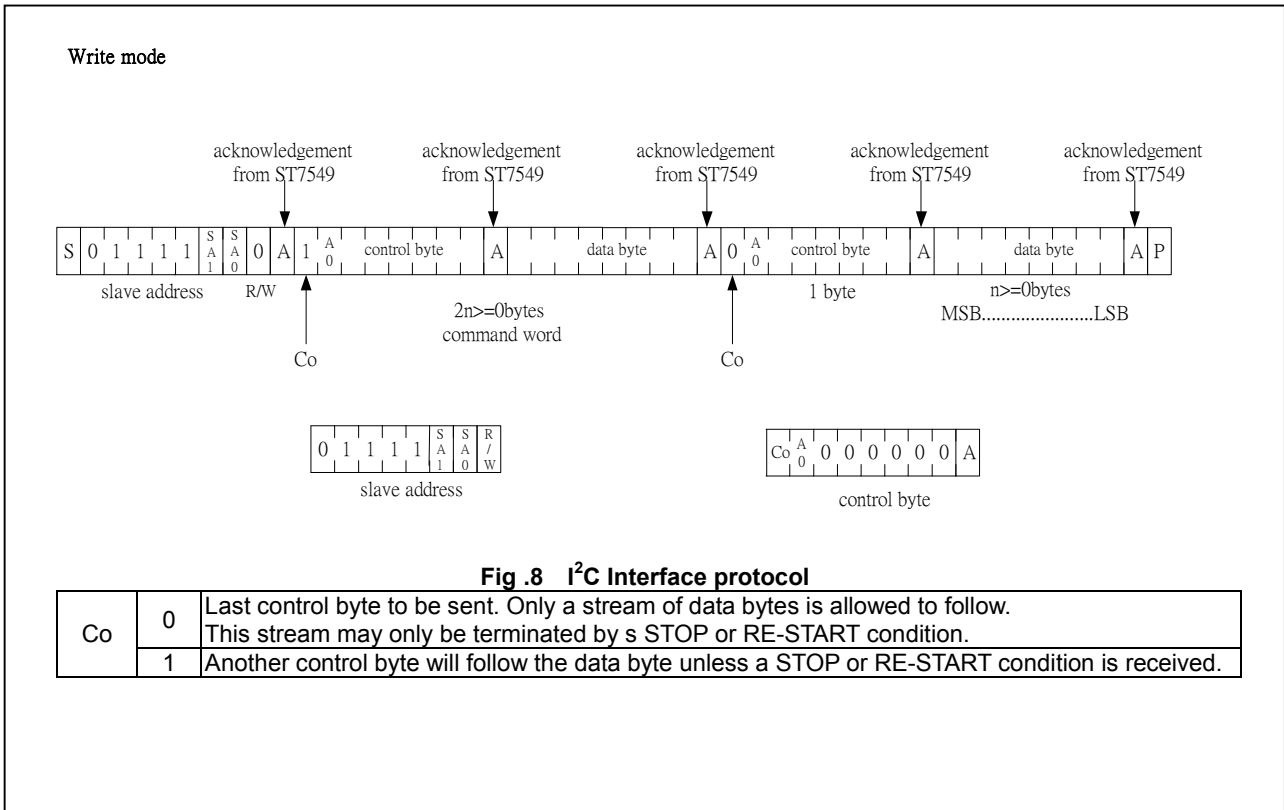 Write mode
acknowledgement from ST7549
acknowledgement from ST7549
acknowledgement from ST7549
acknowledgement from ST7549
acknowledgement from ST7549
S 0 1 1 1 1 SA1 SA0 0 A 1 A0 control byte A data byte A 0 A0 control byte A data byte A P
slave address R/W
2n>=0bytes
command word
1 byte
n>=0bytes
MSB.......................LSB
Co
Co
0 1 1 1 1 SA1 SA0 R/W
slave address
Co A0 0 0 0 0 0 0 A
control byte
Fig .8 I²C Interface protocol
Co
0
Last control byte to be sent. Only a stream of data bytes is allowed to follow.
This stream may only be terminated by s STOP or RE-START condition.
1
Another control byte will follow the data byte unless a STOP or RE-START condition is received.